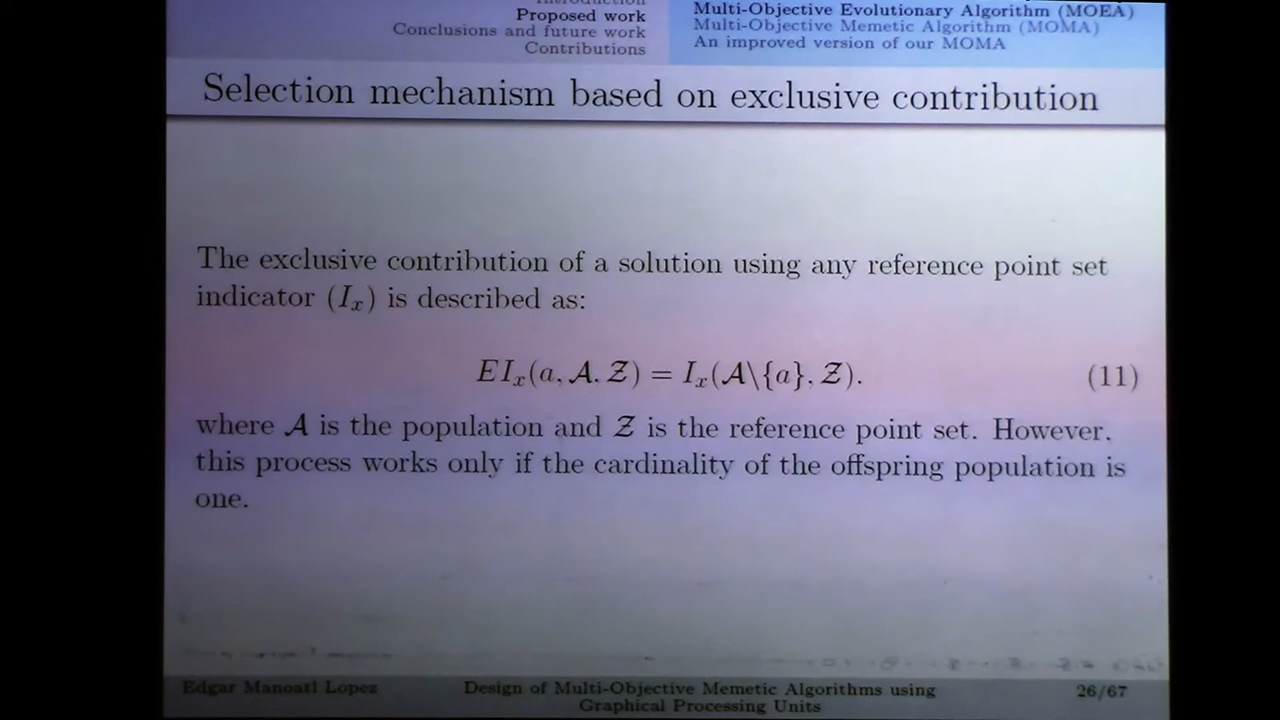 Introduction
Proposed work
Conclusions and future work
Contributions
Multi-Objective Evolutionary Algorithm (MOEA)
Multi-Objective Memetic Algorithm (MOMA)
An improved version of our MOMA
Selection mechanism based on exclusive contribution
The exclusive contribution of a solution using any reference point set
indicator (Iₓ) is described as:
EIₓ(a, 𝒜, 𝒵) = Iₓ(𝒜\{a}, 𝒵). (11)
where 𝒜 is the population and 𝒵 is the reference point set. However,
this process works only if the cardinality of the offspring population is
one.
Edgar Manoatl Lopez
Design of Multi-Objective Memetic Algorithms using
Graphical Processing Units
26/67